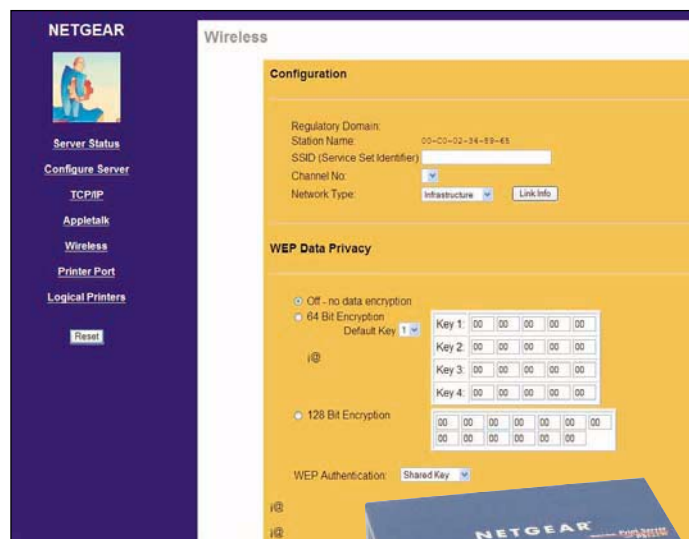 NETGEAR
Server Status
Configure Server
TCP/IP
Appletalk
Wireless
Printer Port
Logical Printers
Reset
Wireless
Configuration
Regulatory Domain:
Station Name: 00-C0-02-34-59-65
SSID (Service Set Identifier)
Channel No:
Network Type: Infrastructure Link Info
WEP Data Privacy
Off - no data encryption
64 Bit Encryption
Default Key 1
Key 1: 00 00 00 00 00
Key 2: 00 00 00 00 00
Key 3: 00 00 00 00 00
Key 4: 00 00 00 00 00
¡@
128 Bit Encryption
00 00 00 00 00 00 00
00 00 00 00 00 00
WEP Authentication: Shared Key
¡@
¡@
NETGEAR
Print Server